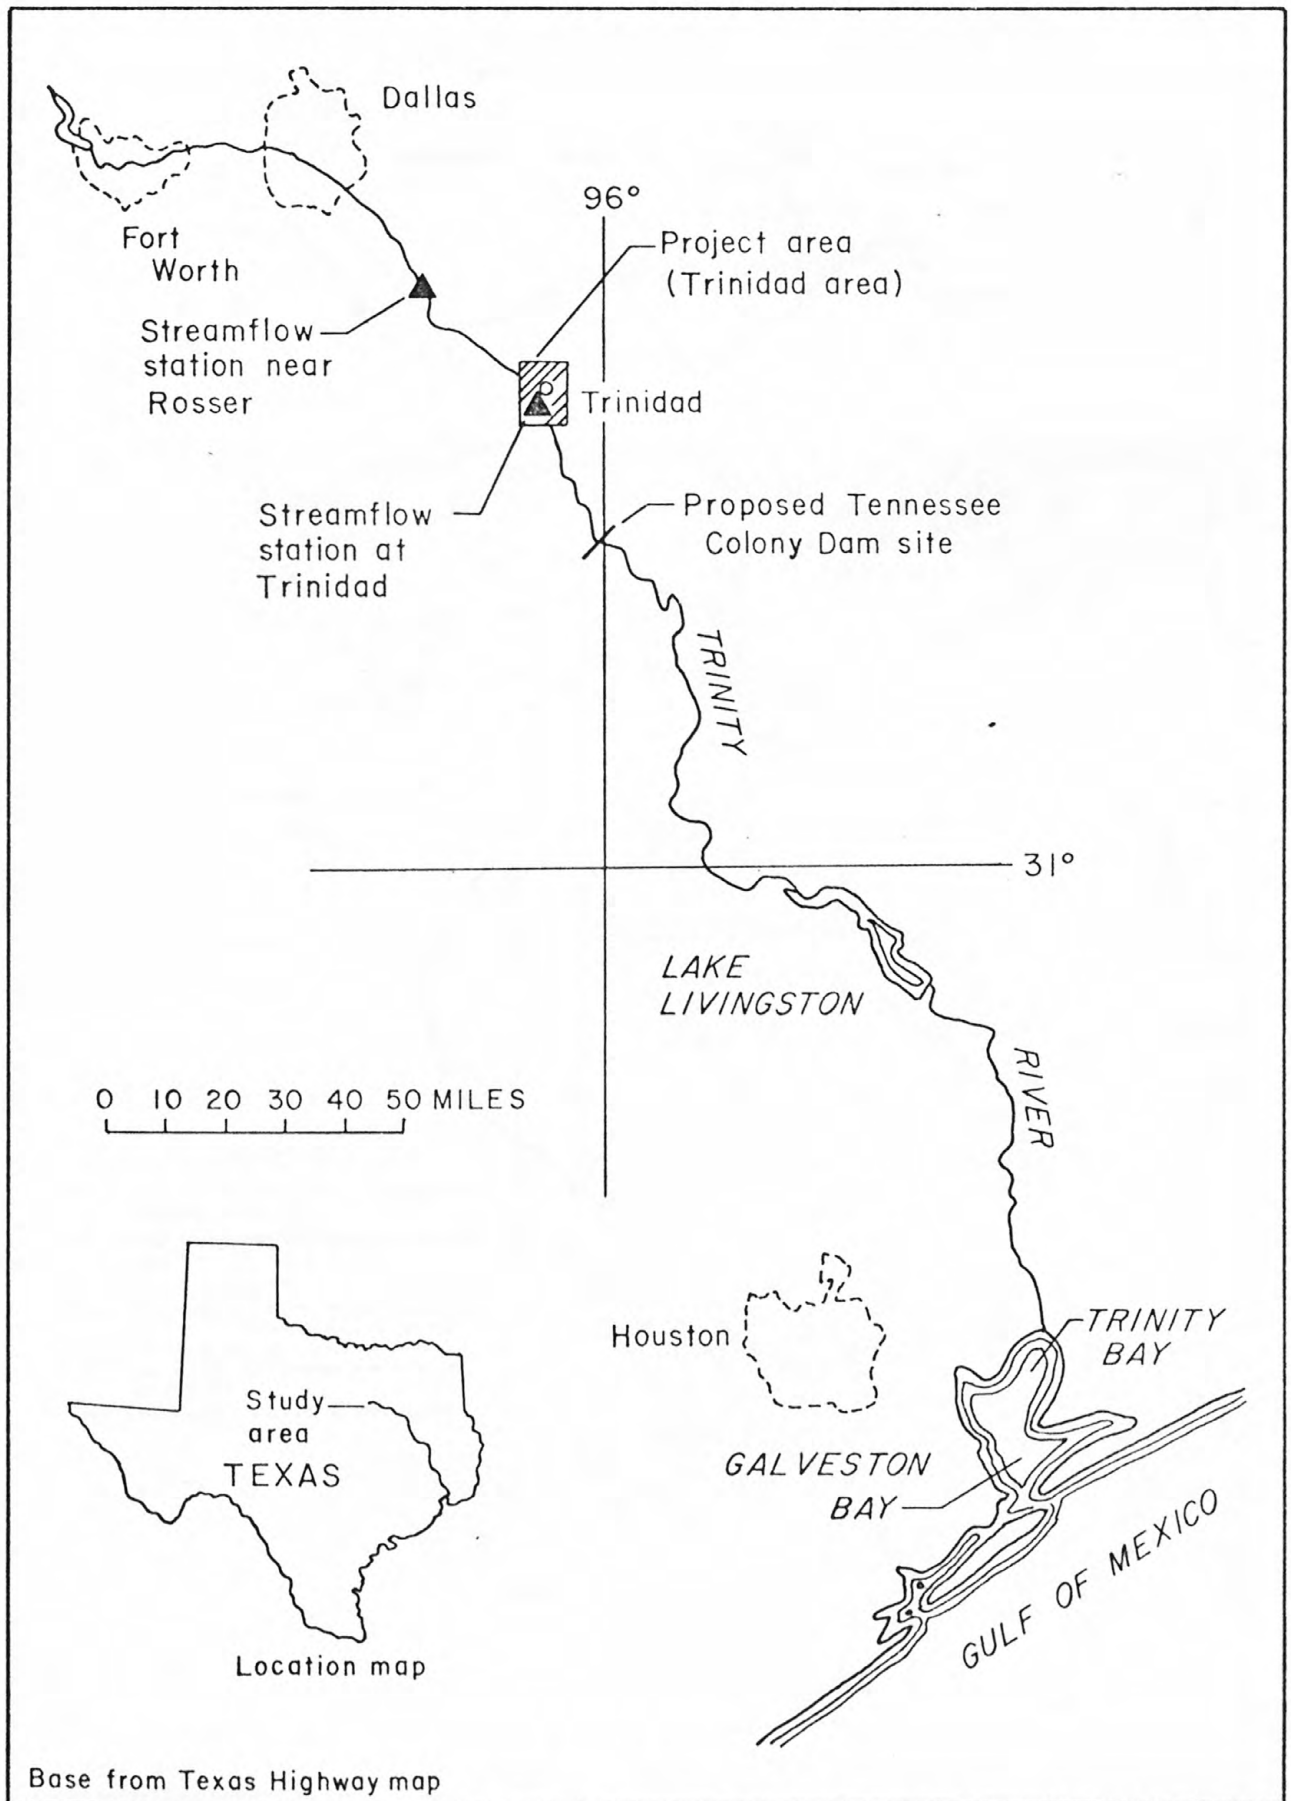 Dallas
Fort
Worth
96°
Project area
(Trinidad area)
Streamflow
station near
Rosser
Trinidad
Streamflow
station at
Trinidad
Proposed Tennessee
Colony Dam site
TRINITY
31°
LAKE
LIVINGSTON
RIVER
0 10 20 30 40 50 MILES
Houston
TRINITY
BAY
Study
area
TEXAS
GALVESTON
BAY
GULF OF MEXICO
Location map
Base from Texas Highway map